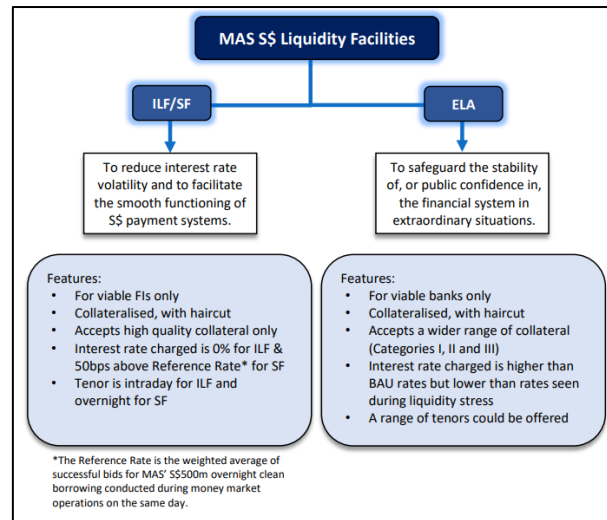 MAS S$ Liquidity Facilities
ILF/SF
ELA
To reduce interest rate
volatility and to facilitate
the smooth functioning of
S$ payment systems.
To safeguard the stability
of, or public confidence in,
the financial system in
extraordinary situations.
Features:
• For viable FIs only
• Collateralised, with haircut
• Accepts high quality collateral only
• Interest rate charged is 0% for ILF &
50bps above Reference Rate* for SF
• Tenor is intraday for ILF and
overnight for SF
Features:
• For viable banks only
• Collateralised, with haircut
• Accepts a wider range of collateral
(Categories I, II and III)
• Interest rate charged is higher than
BAU rates but lower than rates seen
during liquidity stress
• A range of tenors could be offered
*The Reference Rate is the weighted average of
successful bids for MAS' S$500m overnight clean
borrowing conducted during money market
operations on the same day.